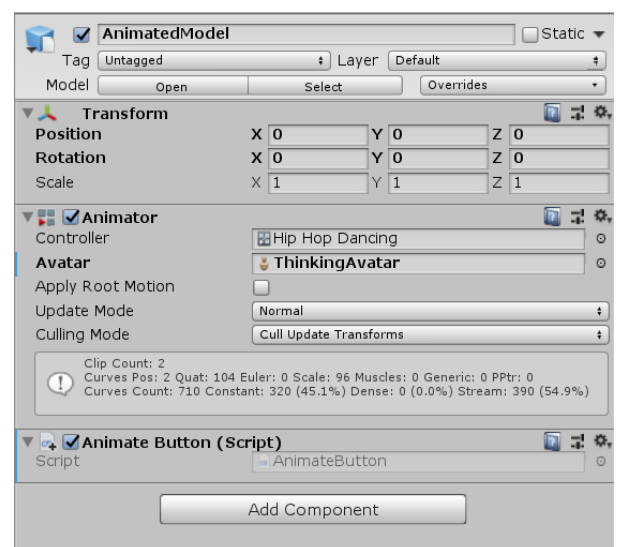 AnimatedModel Static
Tag Untagged Layer Default
Model Open Select Overrides
Transform
Position X 0 Y 0 Z 0
Rotation X 0 Y 0 Z 0
Scale X 1 Y 1 Z 1
Animator
Controller Hip Hop Dancing
Avatar ThinkingAvatar
Apply Root Motion
Update Mode Normal
Culling Mode Cull Update Transforms
Clip Count: 2
Curves Pos: 2 Quat: 104 Euler: 0 Scale: 96 Muscles: 0 Generic: 0 PPtr: 0
Curves Count: 710 Constant: 320 (45.1%) Dense: 0 (0.0%) Stream: 390 (54.9%)
Animate Button (Script)
Script AnimateButton
Add Component